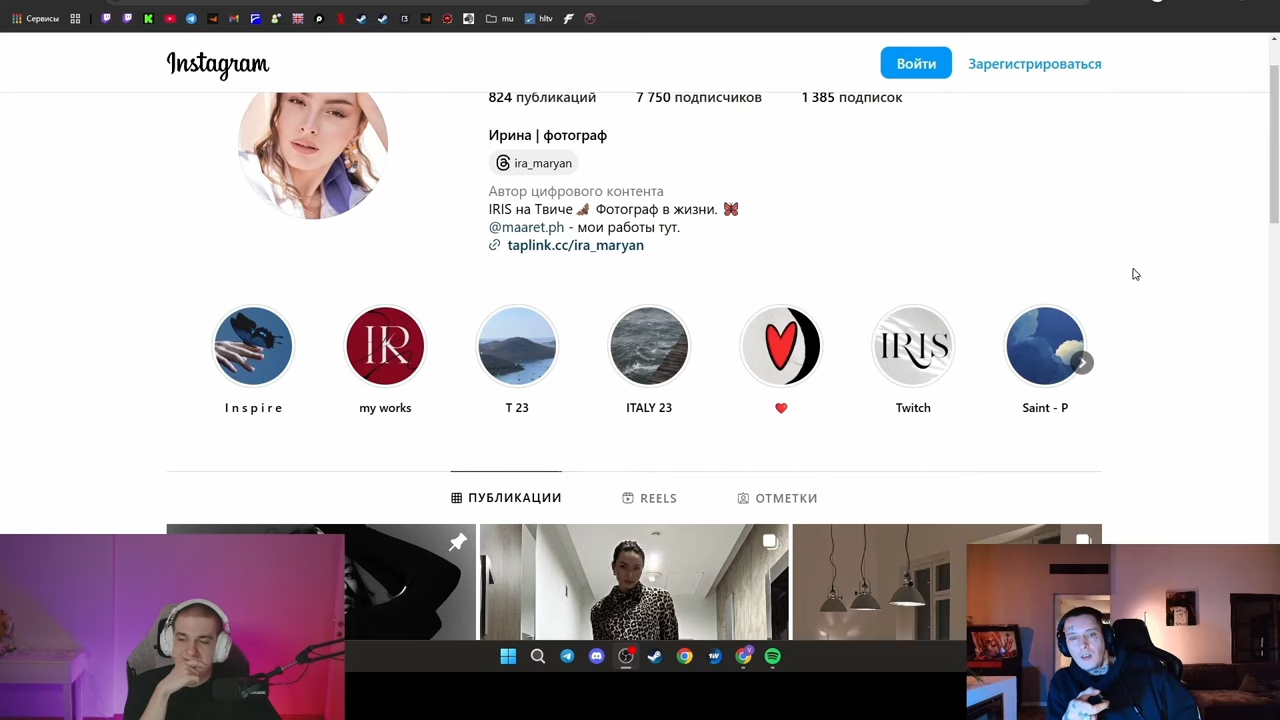 Сервисы
mu
hltv
Instagram
Войти
Зарегистрироваться
824 публикаций
7 750 подписчиков
1 385 подписок
Ирина | фотограф
ira_maryan
Автор цифрового контента
IRIS на Твиче Фотограф в жизни.
@maaret.ph - мои работы тут.
taplink.cc/ira_maryan
IR
IRIS
I n s p i r e
my works
T 23
ITALY 23
Twitch
Saint - P
ПУБЛИКАЦИИ
REELS
ОТМЕТКИ